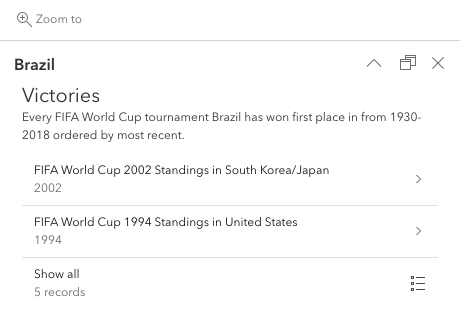 Zoom to
Brazil
Victories
Every FIFA World Cup tournament Brazil has won first place in from 1930-
2018 ordered by most recent.
FIFA World Cup 2002 Standings in South Korea/Japan
2002
FIFA World Cup 1994 Standings in United States
1994
Show all
5 records